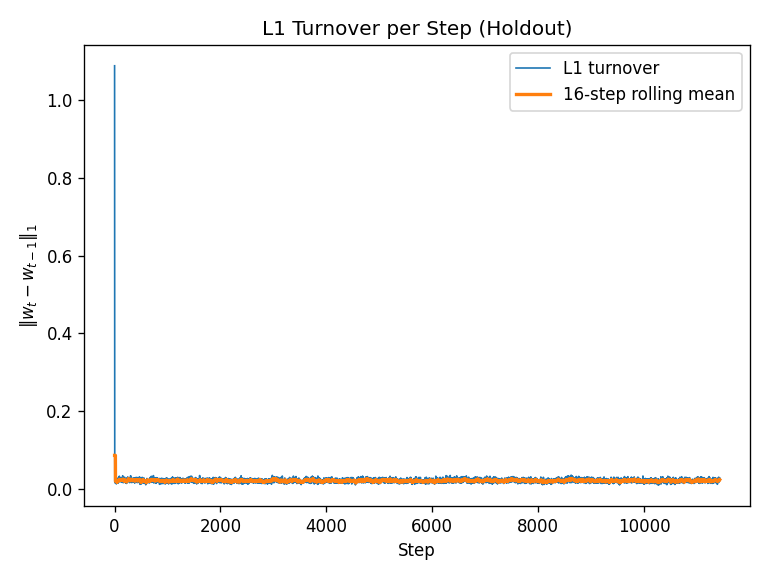 L1 Turnover per Step (Holdout)
L1 turnover
16-step rolling mean
‖w_t − w_{t−1}‖_1
1.0
0.8
0.6
0.4
0.2
0.0
0 2000 4000 6000 8000 10000
Step